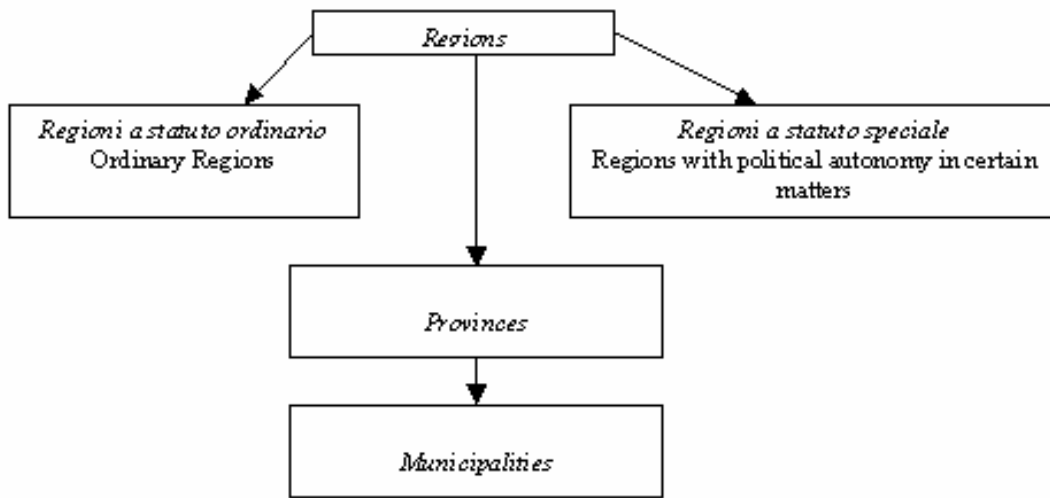 Regions
Regioni a statuto ordinario
Ordinary Regions
Regioni a statuto speciale
Regions with political autonomy in certain
matters
Provinces
Municipalities